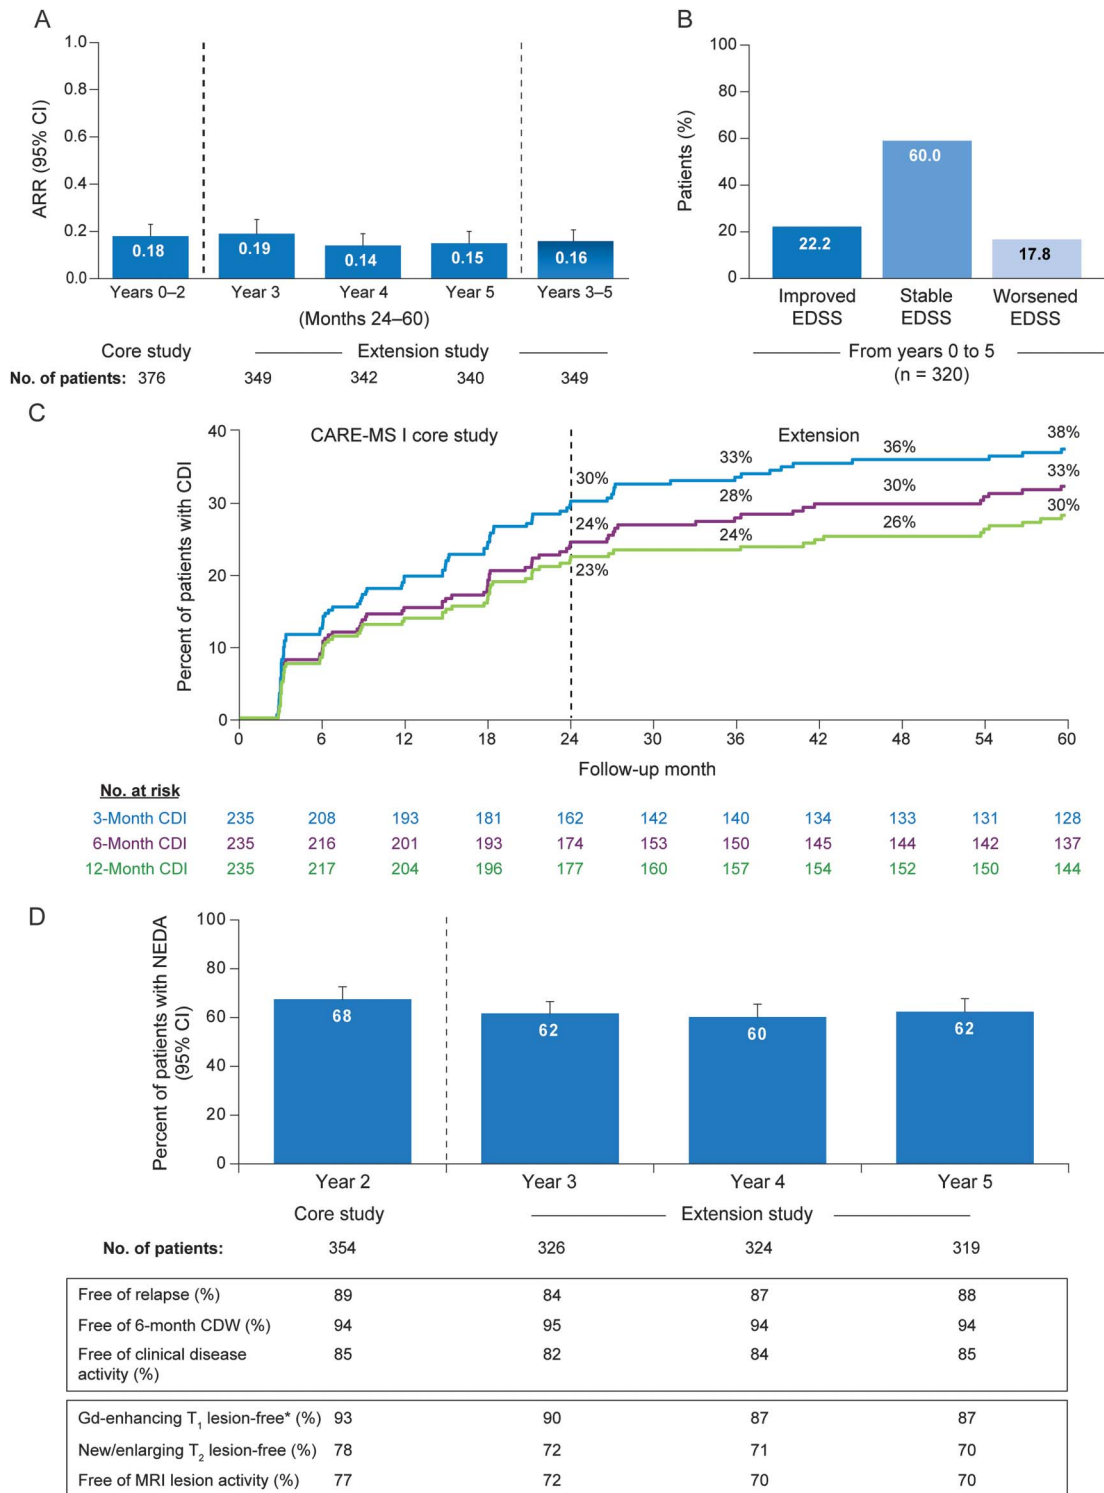 A
ARR (95% CI)
1.0
0.8
0.6
0.4
0.2
0.0
0.18
0.19
0.14
0.15
0.16
Years 0–2
Year 3
Year 4
Year 5
Years 3–5
(Months 24–60)
Core study
Extension study
No. of patients: 376 349 342 340 349
B
Patients (%)
100
80
60
40
20
0
22.2
60.0
17.8
Improved EDSS
Stable EDSS
Worsened EDSS
From years 0 to 5
(n = 320)
C
Percent of patients with CDI
40
30
20
10
0
CARE-MS I core study
Extension
30% 33% 36% 38%
24% 28% 30% 33%
23% 24% 26% 30%
0 6 12 18 24 30 36 42 48 54 60
Follow-up month
No. at risk
3-Month CDI 235 208 193 181 162 142 140 134 133 131 128
6-Month CDI 235 216 201 193 174 153 150 145 144 142 137
12-Month CDI 235 217 204 196 177 160 157 154 152 150 144
D
Percent of patients with NEDA
(95% CI)
100
80
60
40
20
0
68
62
60
62
Year 2
Year 3
Year 4
Year 5
Core study
Extension study
No. of patients: 354 326 324 319
Free of relapse (%) 89 84 87 88
Free of 6-month CDW (%) 94 95 94 94
Free of clinical disease
activity (%) 85 82 84 85
Gd-enhancing T1 lesion-free* (%) 93 90 87 87
New/enlarging T2 lesion-free (%) 78 72 71 70
Free of MRI lesion activity (%) 77 72 70 70